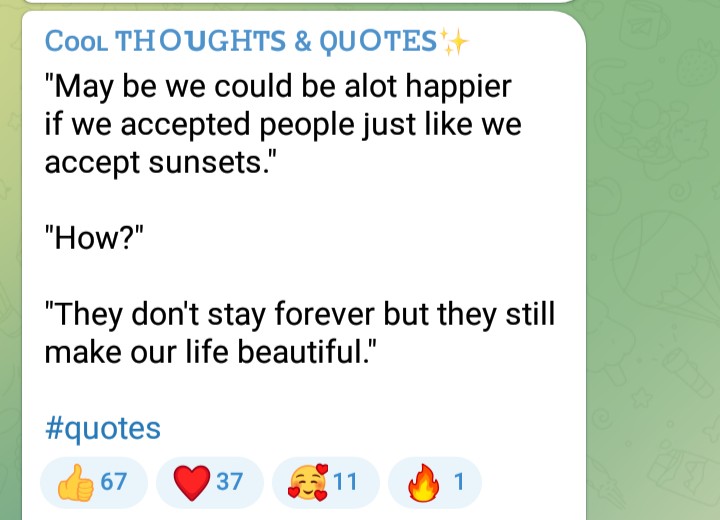 Cool THOUGHTS & QUOTES✨
"May be we could be alot happier
if we accepted people just like we
accept sunsets."
"How?"
"They don't stay forever but they still
make our life beautiful."
#quotes
👍 67 ❤️ 37 🥰 11 🔥 1